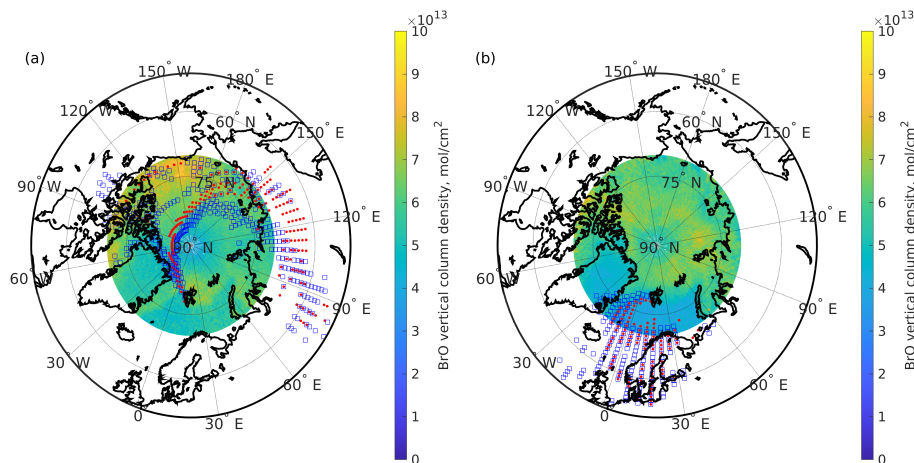 (a)
150° W
180° E
120° W
60° N
150° E
90° W
75° N
120° E
60° W
90° N
90° E
30° W
60° E
0
30° E
×10^13
10
9
8
7
6
5
4
3
2
1
0
BrO vertical column density, mol/cm^2
(b)
150° W
180° E
120° W
60° N
150° E
90° W
75° N
120° E
60° W
90° N
90° E
30° W
60° E
0
30° E
×10^13
10
9
8
7
6
5
4
3
2
1
0
BrO vertical column density, mol/cm^2